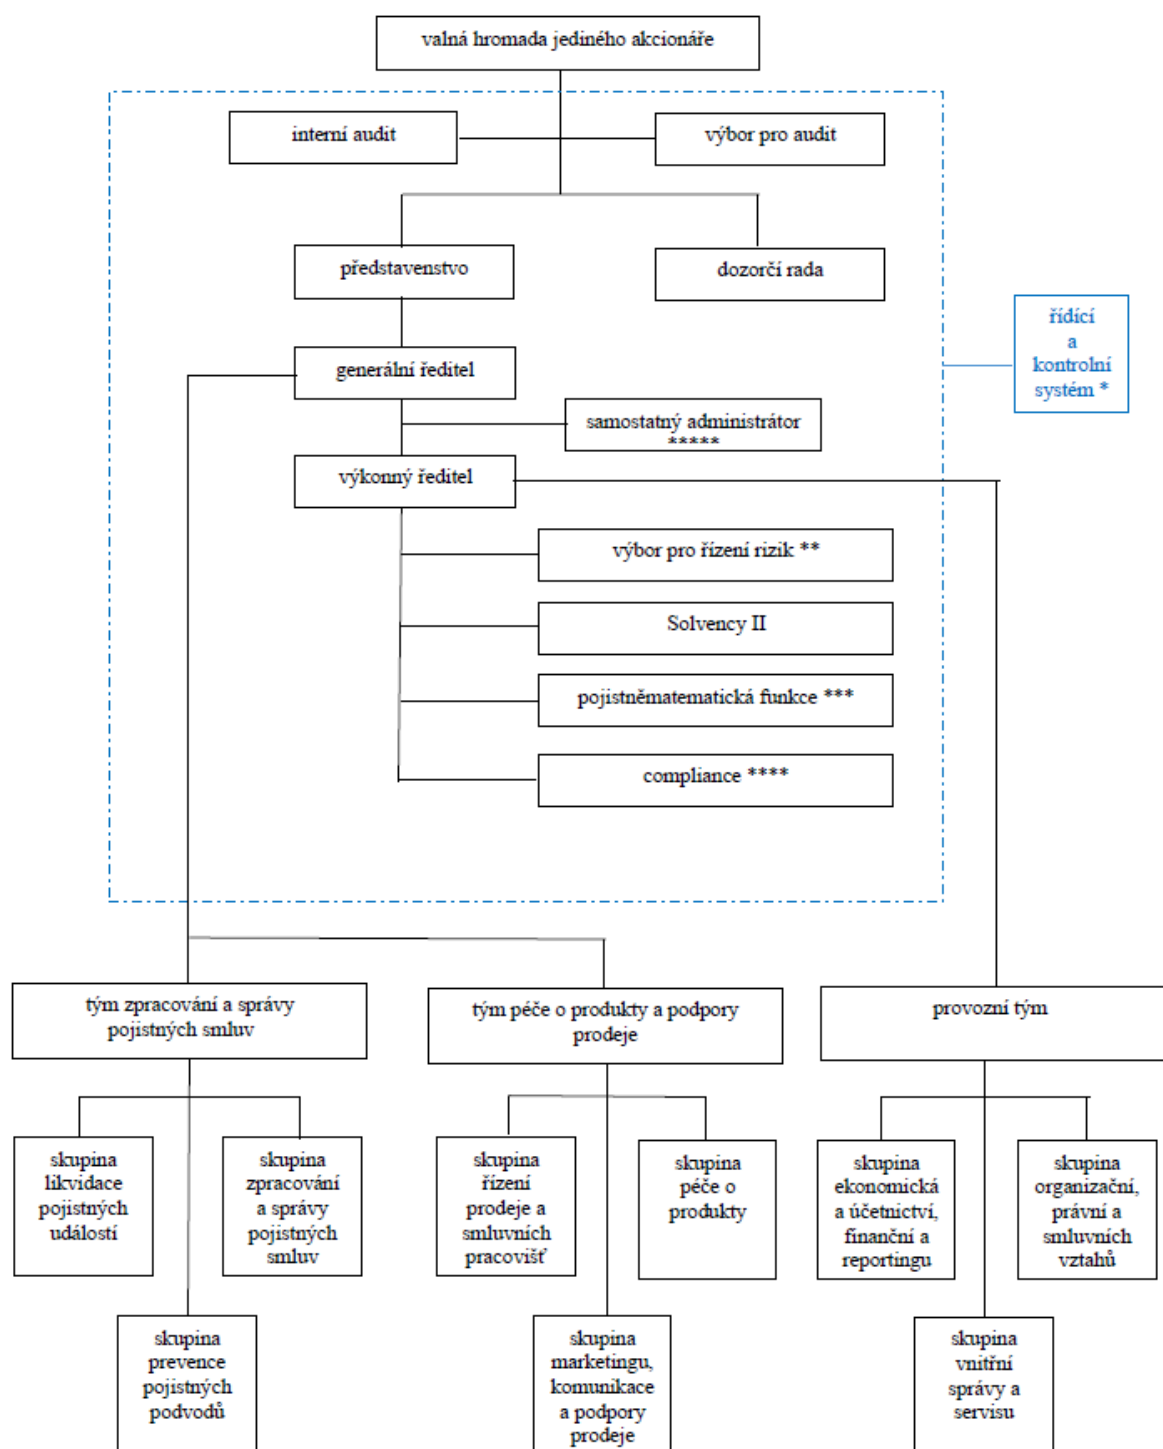 valná hromada jediného akcionáře
interní audit
výbor pro audit
představenstvo
dozorčí rada
řídící
a
kontrolní
systém *
generální ředitel
samostatný administrátor
*****
výkonný ředitel
výbor pro řízení rizik **
Solvency II
pojistněmatematická funkce ***
compliance ****
tým zpracování a správy
pojistných smluv
tým péče o produkty a podpory
prodeje
provozní tým
skupina
likvidace
pojistných
událostí
skupina
zpracování
a správy
pojistných
smluv
skupina
řízení
prodeje a
smluvních
pracovišť
skupina
péče o
produkty
skupina
ekonomická
a účetnictví,
finanční a
reportingu
skupina
organizační,
právní a
smluvních
vztahů
skupina
prevence
pojistných
podvodů
skupina
marketingu,
komunikace
a podpory
prodeje
skupina
vnitřní
správy a
servisu